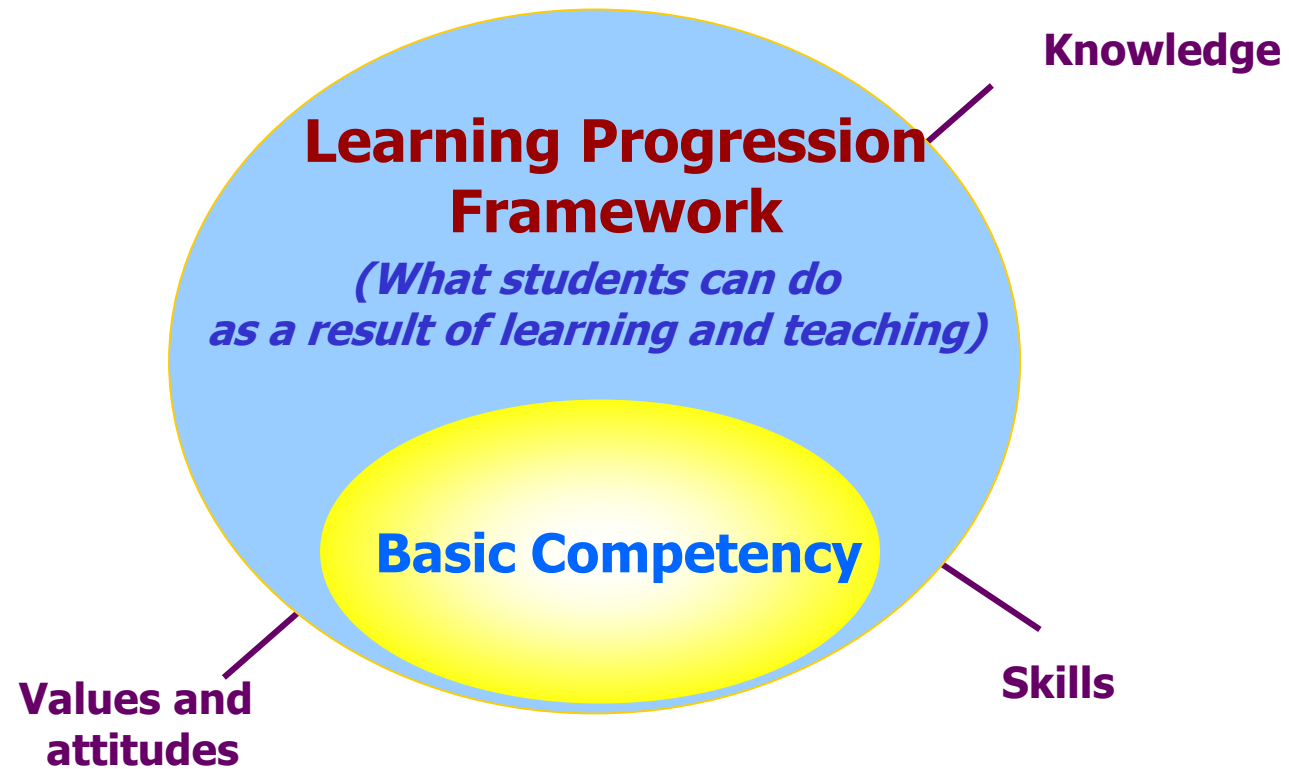 Knowledge
Learning Progression
Framework
(What students can do
as a result of learning and teaching)
Basic Competency
Skills
Values and
attitudes